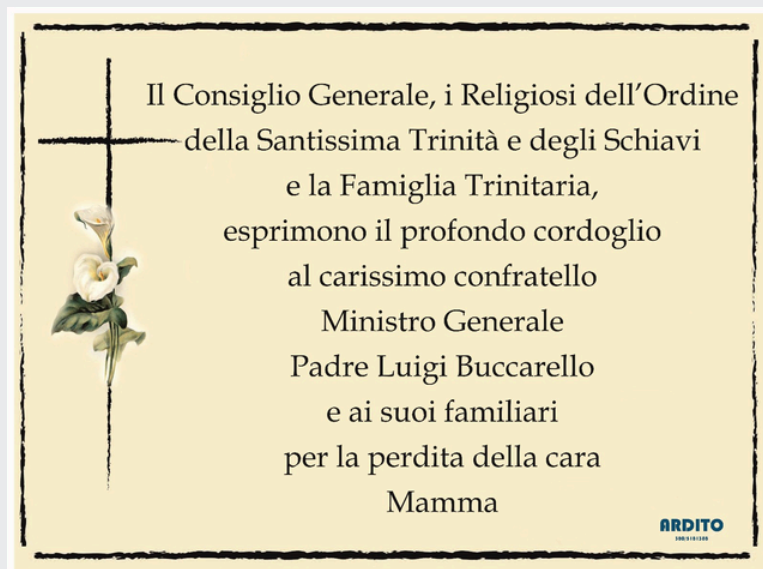 Il Consiglio Generale, i Religiosi dell’Ordine
della Santissima Trinità e degli Schiavi
e la Famiglia Trinitaria,
esprimono il profondo cordoglio
al carissimo confratello
Ministro Generale
Padre Luigi Buccarello
e ai suoi familiari
per la perdita della cara
Mamma
ARDITO